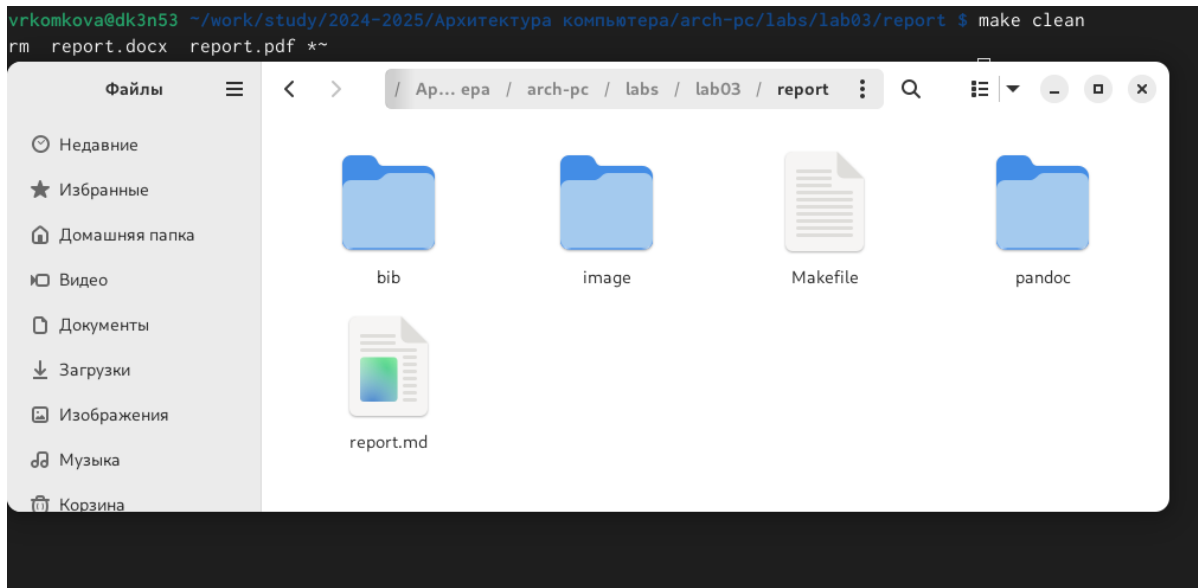 vrkomkova@dk3n53 ~/work/study/2024-2025/Архитектура компьютера/arch-pc/labs/lab03/report $ make clean
rm  report.docx  report.pdf *~
Файлы
/ Ар... ера / arch-pc / labs / lab03 / report
Недавние
Избранные
Домашняя папка
Видео
Документы
Загрузки
Изображения
Музыка
Корзина
bib
image
Makefile
pandoc
report.md